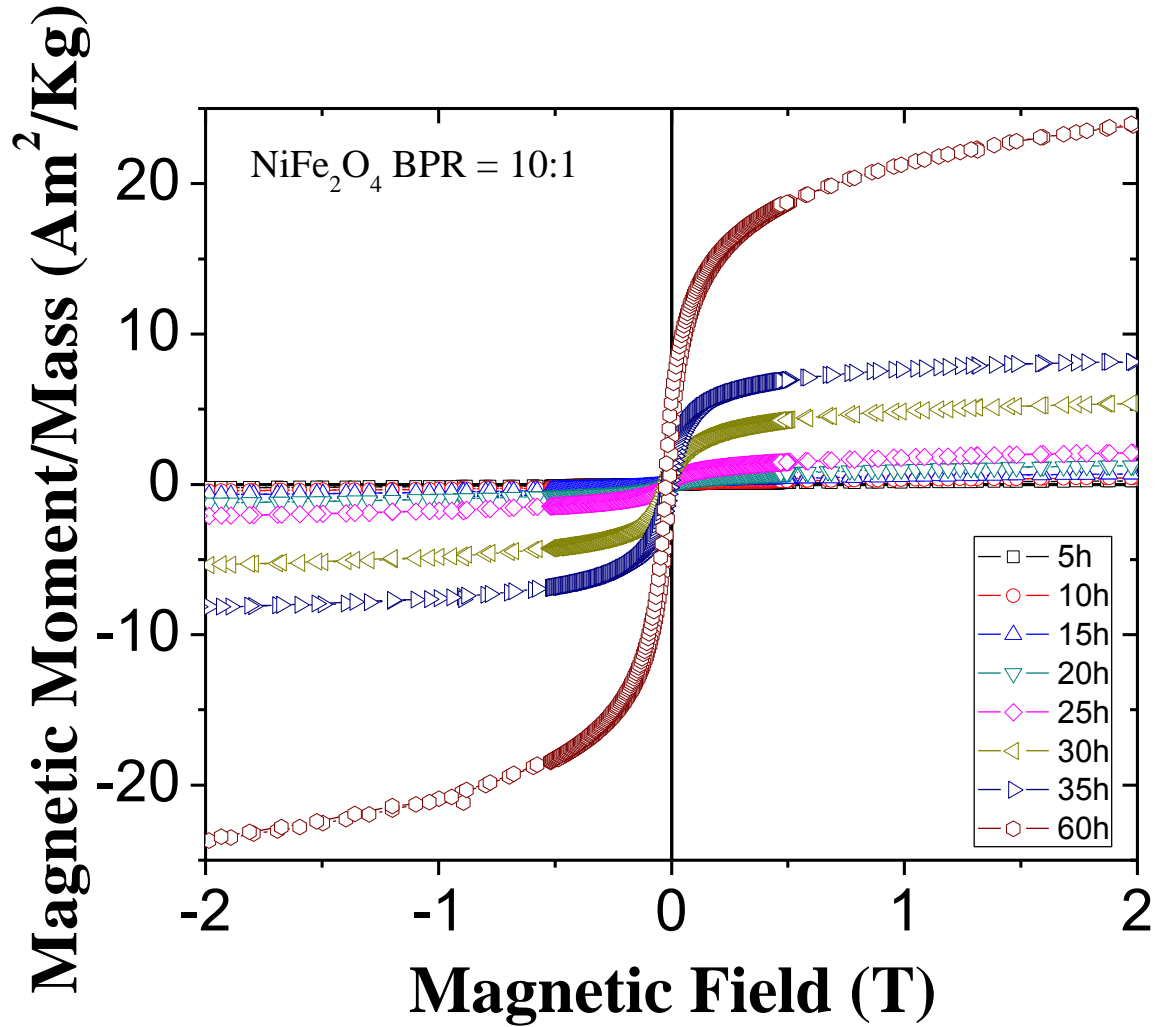 Magnetic Moment/Mass (Am²/Kg)
NiFe₂O₄ BPR = 10:1
20
10
0
-10
-20
5h
10h
15h
20h
25h
30h
35h
60h
-2 -1 0 1 2
Magnetic Field (T)